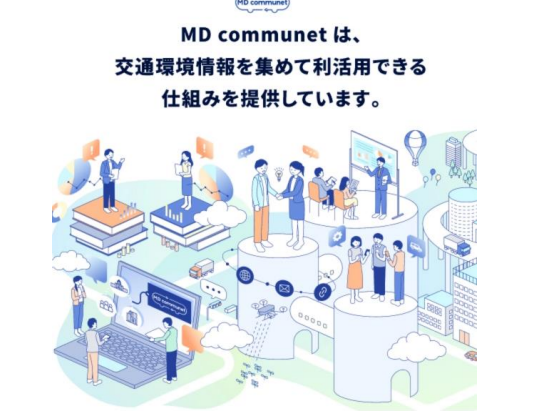 MD communet
MD communet は、
交通環境情報を集めて利活用できる
仕組みを提供しています。
MD communet